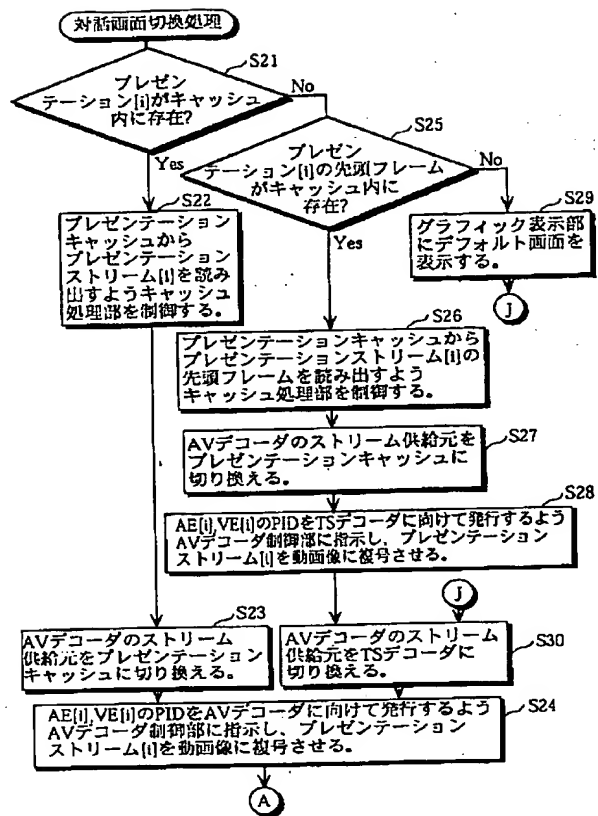 対話画面切換処理
S21
プレゼン
テーション[i]がキャッシュ
内に存在?
No
Yes
S25
プレゼン
テーション[i]の先頭フレーム
がキャッシュ内に
存在?
No
Yes
S22
プレゼンテーション
キャッシュから
プレゼンテーション
ストリーム[i]を読み
出すようキャッシュ
処理部を制御する。
S29
グラフィック表示部
にデフォルト画面を
表示する。
J
S26
プレゼンテーションキャッシュから
プレゼンテーションストリーム[i]の
先頭フレームを読み出すよう
キャッシュ処理部を制御する。
S27
AVデコーダのストリーム供給元を
プレゼンテーションキャッシュに
切り換える。
S28
AE[i],VE[i]のPIDをTSデコーダに向けて発行するよう
AVデコーダ制御部に指示し、プレゼンテーション
ストリーム[i]を動画像に複号させる。
J
S23
AVデコーダのストリーム
供給元をプレゼンテーション
キャッシュに切り換える。
S30
AVデコーダのストリーム
供給元をTSデコーダに
切り換える。
S24
AE[i],VE[i]のPIDをAVデコーダに向けて発行するよう
AVデコーダ制御部に指示し、プレゼンテーション
ストリーム[i]を動画像に複号させる。
A